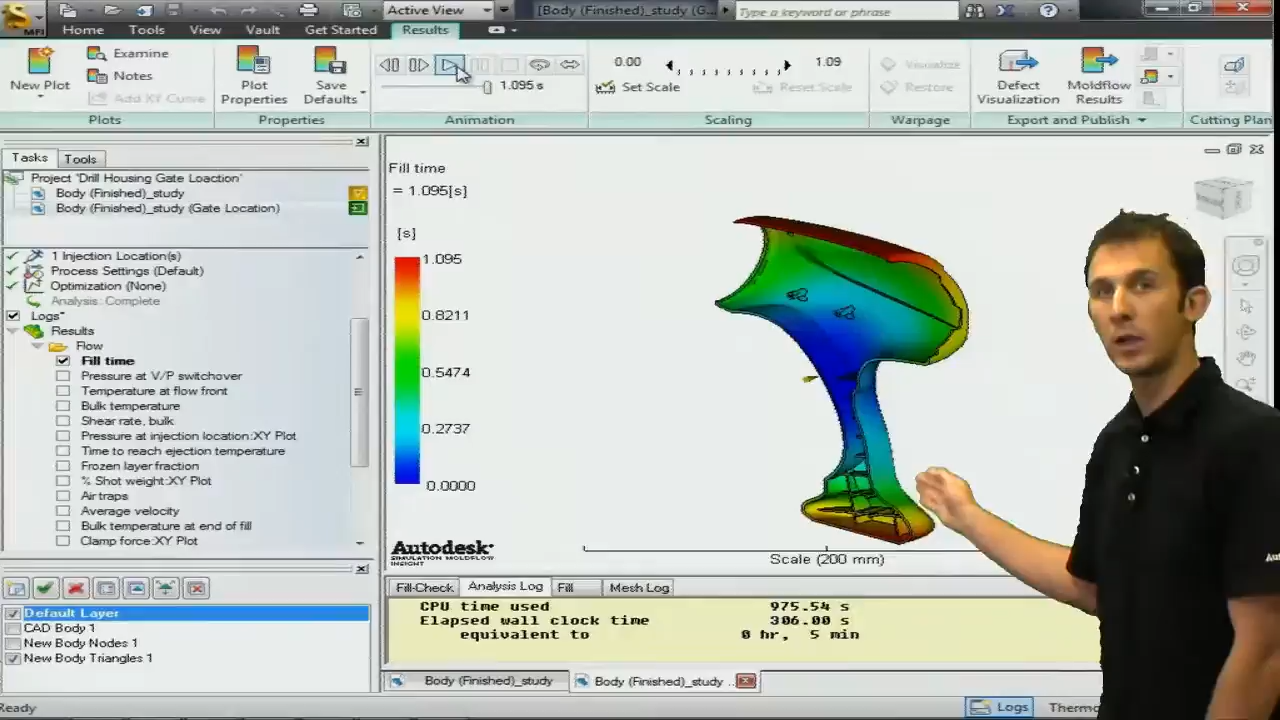 MFI
Active View
[Body (Finished)_study (G...
Type a keyword or phrase
Home Tools View Vault Get Started Results
New Plot
Examine
Notes
Add XY Curve
Plots
Plot Properties
Save Defaults
Properties
1.095 s
Animation
0.00 1.09
Set Scale Reset Scale
Scaling
Visualize
Restore
Warpage
Defect Visualization
Moldflow Results
Export and Publish
Cutting Plan
Tasks Tools
Project 'Drill Housing Gate Loaction'
Body (Finished)_study
Body (Finished)_study (Gate Location)
1 Injection Location(s)
Process Settings (Default)
Optimization (None)
Analysis: Complete
Logs*
Results
Flow
Fill time
Pressure at V/P switchover
Temperature at flow front
Bulk temperature
Shear rate, bulk
Pressure at injection location:XY Plot
Time to reach ejection temperature
Frozen layer fraction
% Shot weight:XY Plot
Air traps
Average velocity
Bulk temperature at end of fill
Clamp force:XY Plot
Default Layer
CAD Body 1
New Body Nodes 1
New Body Triangles 1
Fill time
= 1.095[s]
[s]
1.095
0.8211
0.5474
0.2737
0.0000
Autodesk
SIMULATION MOLDFLOW
INSIGHT
Scale (200 mm)
Fill-Check Analysis Log Fill Mesh Log
CPU time used 975.54 s
Elapsed wall clock time 306.00 s
equivalent to 0 hr, 5 min
Body (Finished)_study Body (Finished)_study ..
Ready
Logs Thermo
Aut